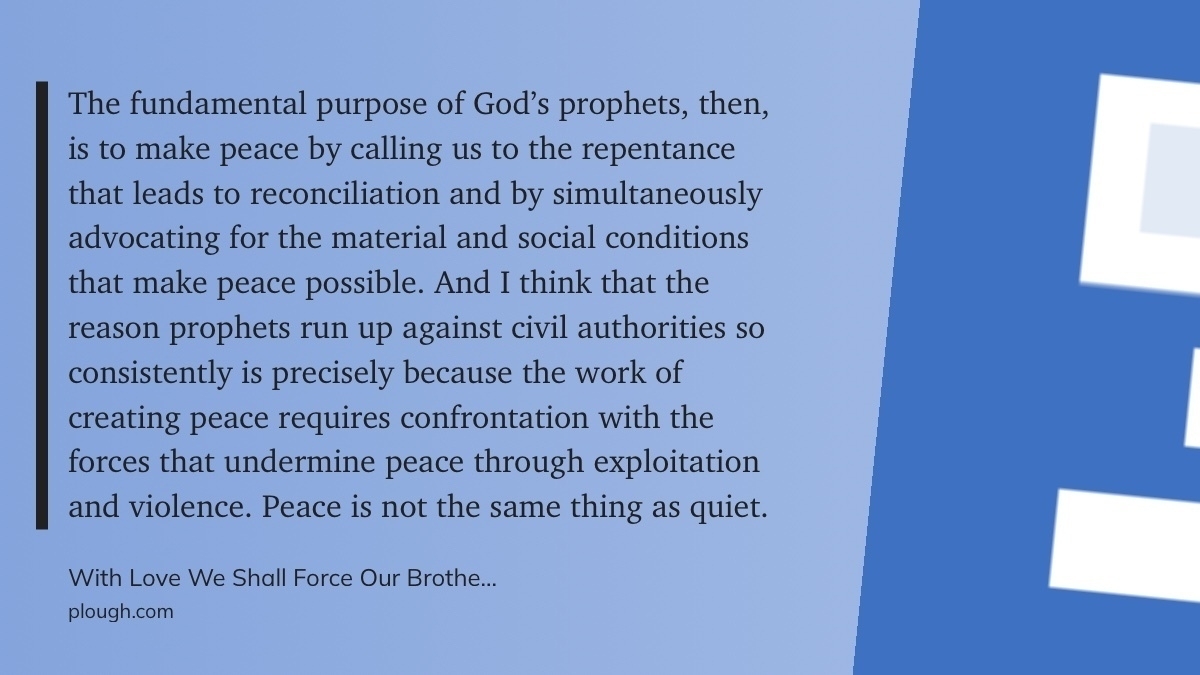 The fundamental purpose of God’s prophets, then,
is to make peace by calling us to the repentance
that leads to reconciliation and by simultaneously
advocating for the material and social conditions
that make peace possible. And I think that the
reason prophets run up against civil authorities so
consistently is precisely because the work of
creating peace requires confrontation with the
forces that undermine peace through exploitation
and violence. Peace is not the same thing as quiet.
With Love We Shall Force Our Brothe...
plough.com